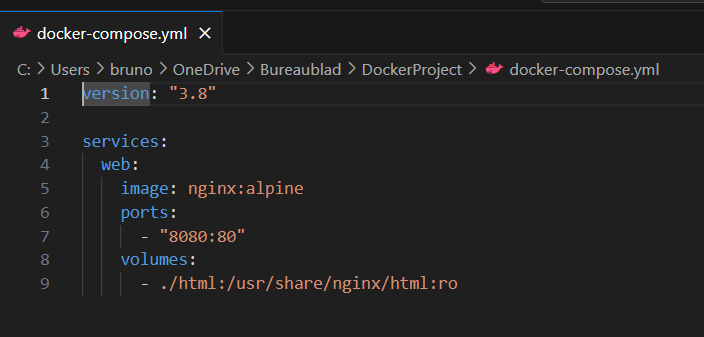 docker-compose.yml ×
C: > Users > bruno > OneDrive > Bureaublad > DockerProject > docker-compose.yml
1 version: "3.8"
2
3 services:
4   web:
5     image: nginx:alpine
6     ports:
7       - "8080:80"
8     volumes:
9       - ./html:/usr/share/nginx/html:ro